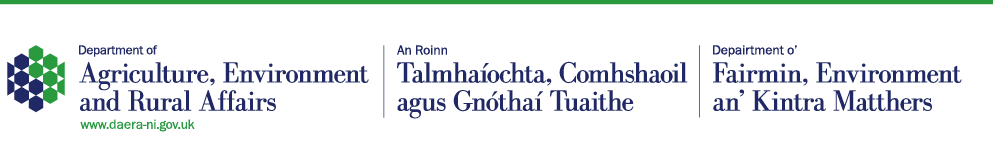 Department of
Agriculture, Environment
and Rural Affairs
www.daera-ni.gov.uk
An Roinn
Talmhaíochta, Comhshaoil
agus Gnóthaí Tuaithe
Depairtment o'
Fairmin, Environment
an' Kintra Matthers